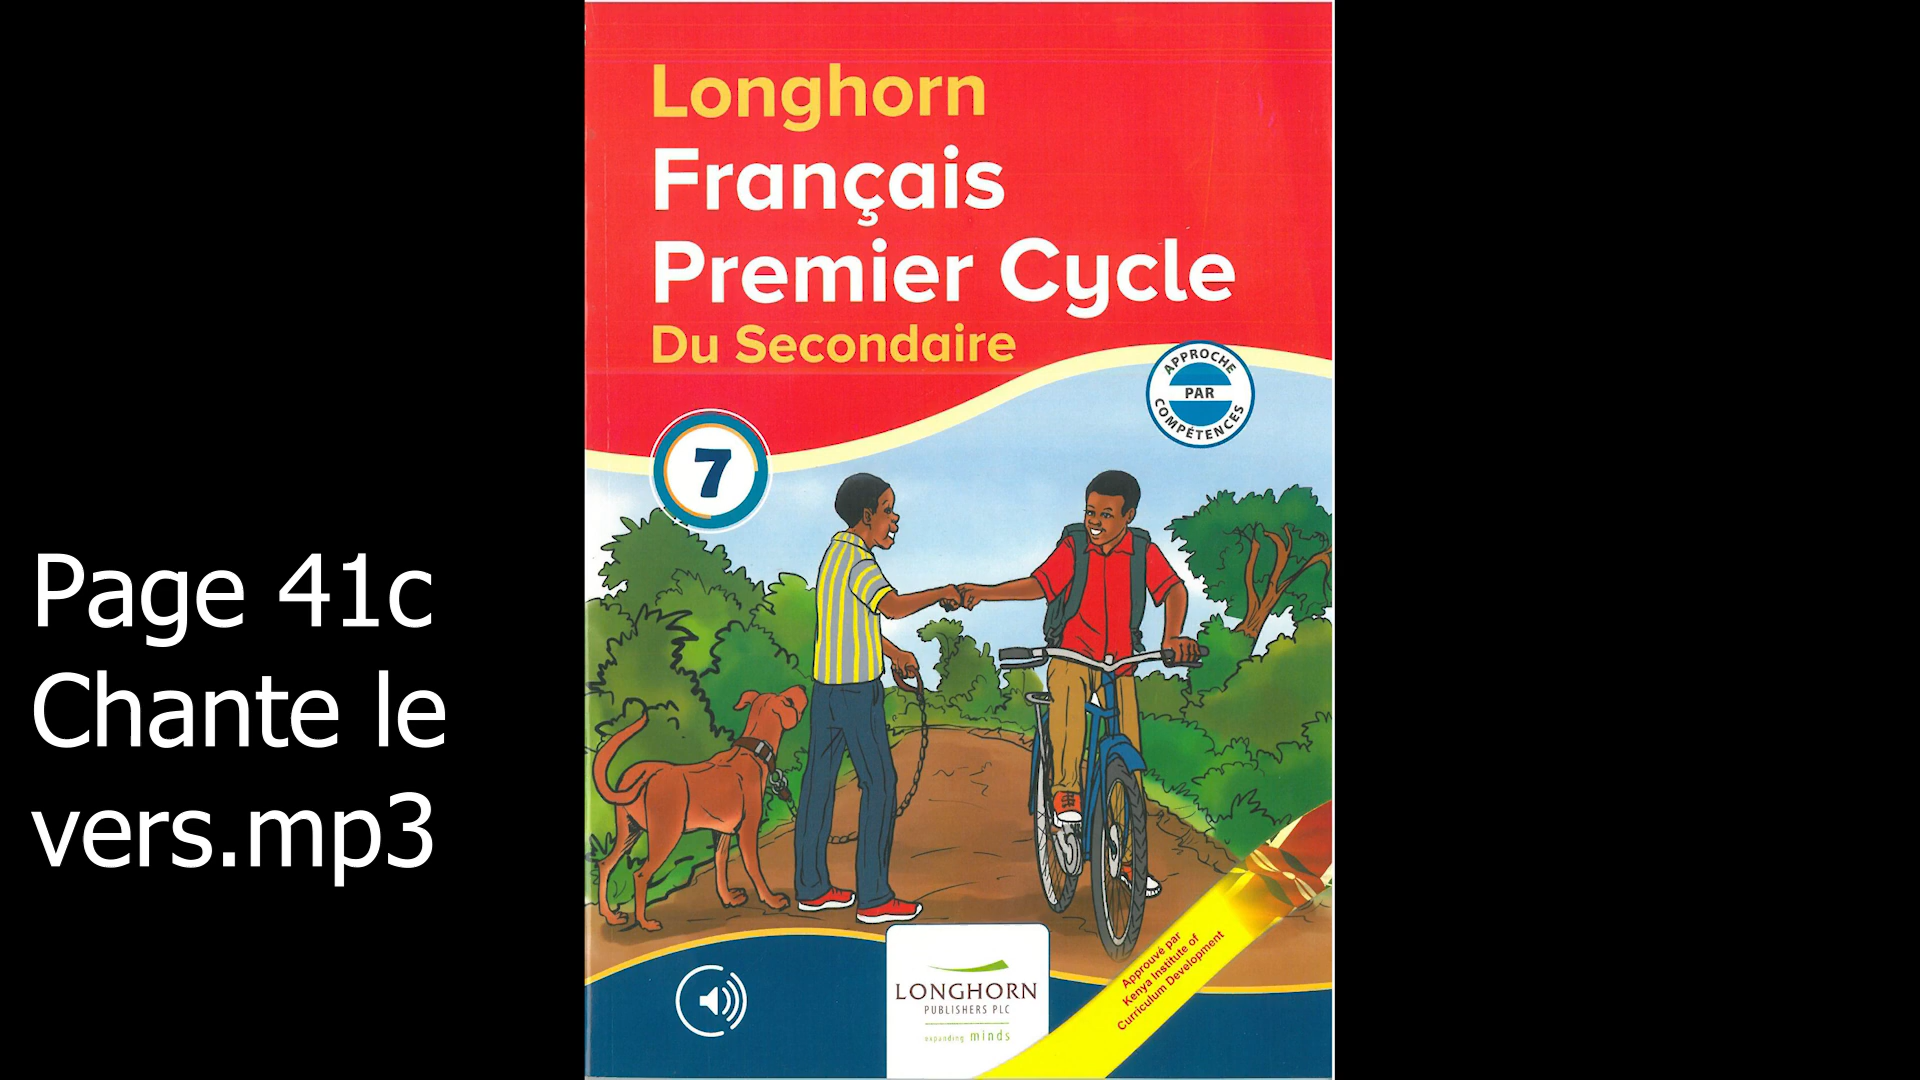 Page 41c
Chante le
vers.mp3
Longhorn
Français
Premier Cycle
Du Secondaire
APPROCHE
PAR
COMPÉTENCES
7
LONGHORN
PUBLISHERS PLC
expanding minds
Approuvé par
Kenya Institute of
Curriculum Development